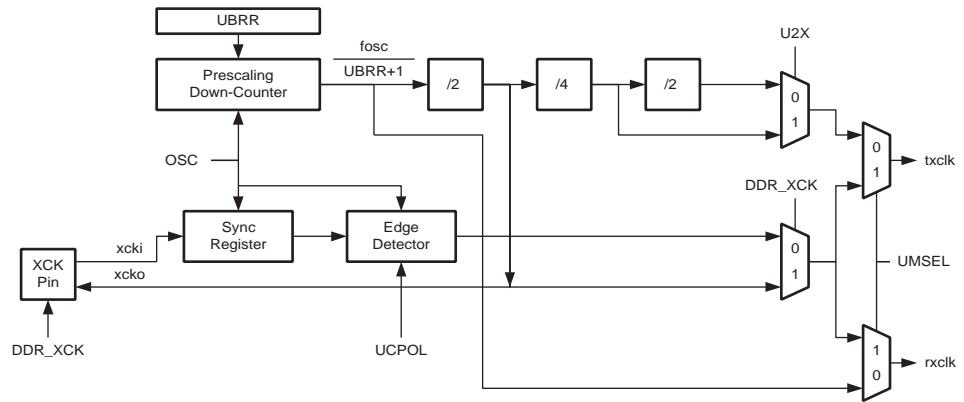 UBRR
fosc
UBRR+1
U2X
Prescaling
Down-Counter
/2
/4
/2
0
1
OSC
0
1
txclk
DDR_XCK
xcki
Sync
Register
Edge
Detector
0
1
XCK
Pin
xcko
UMSEL
DDR_XCK
UCPOL
1
0
rxclk